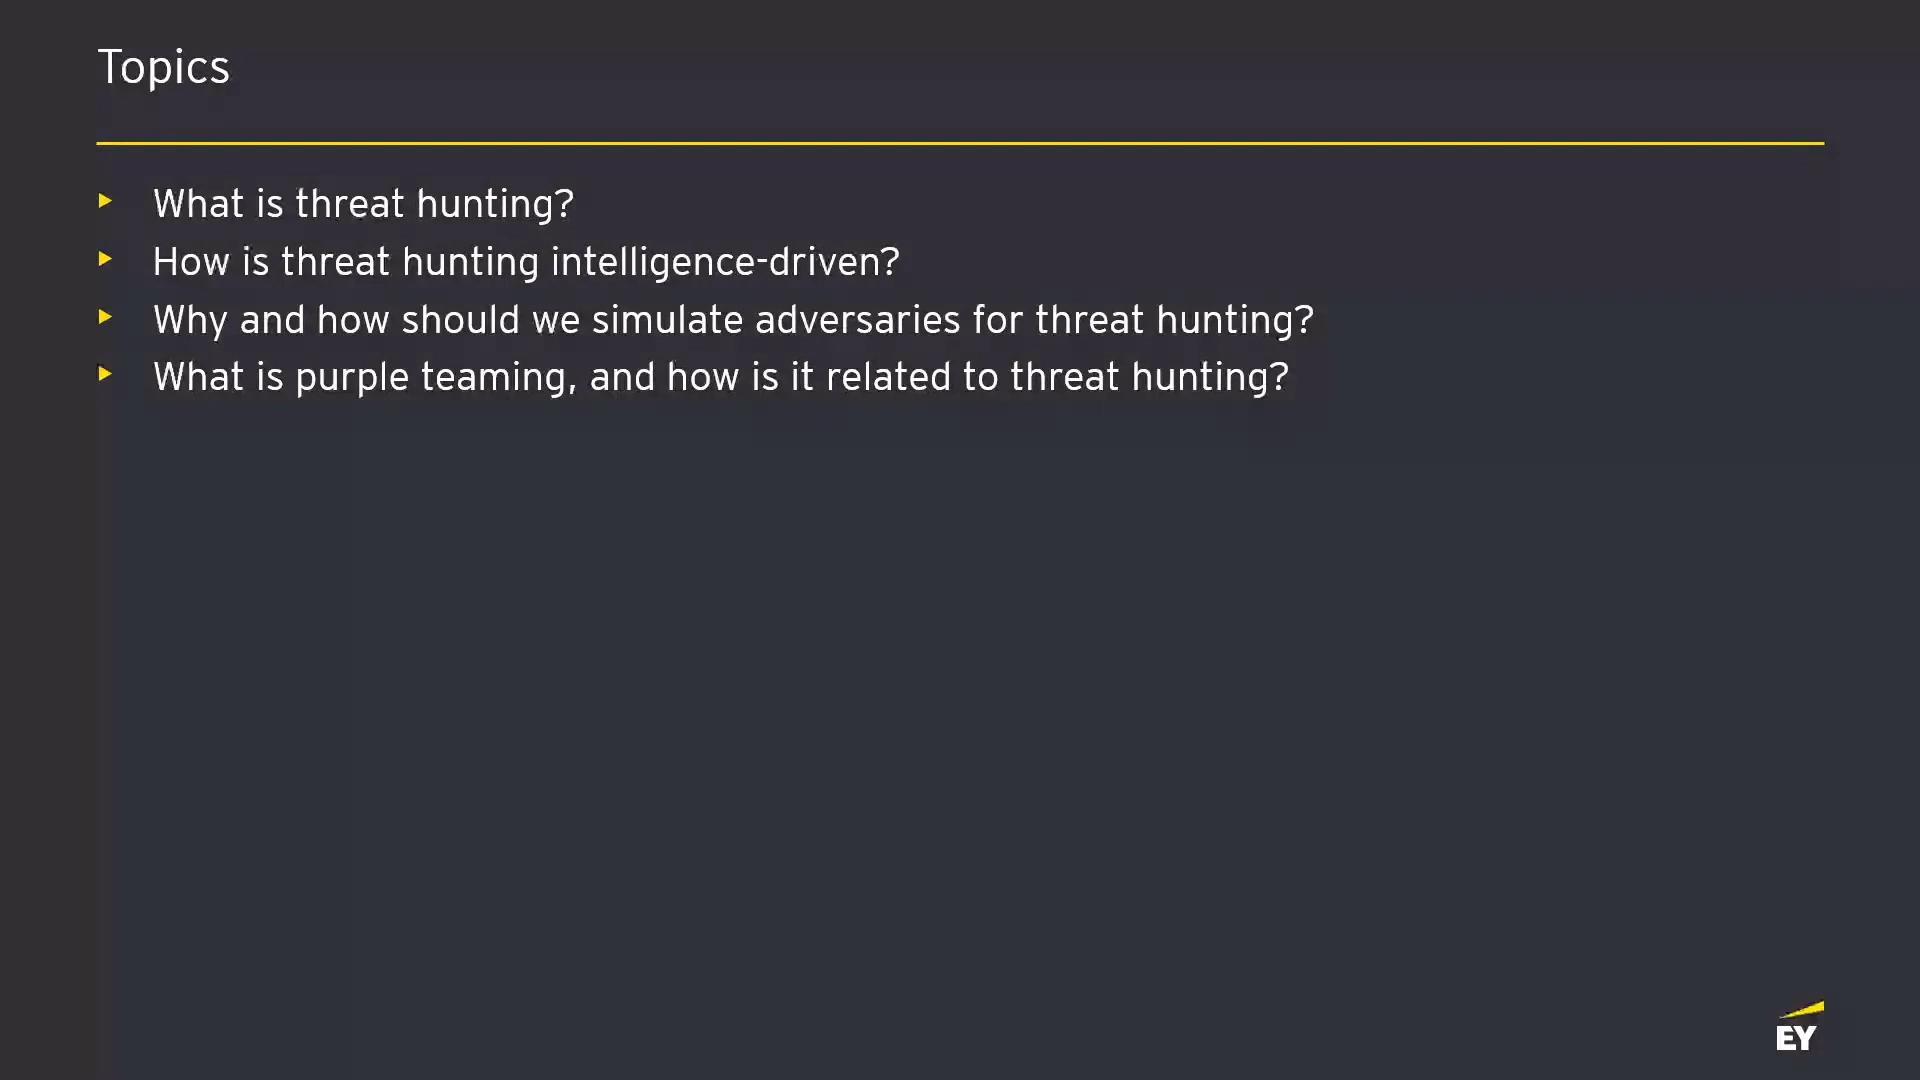 Topics
What is threat hunting?
How is threat hunting intelligence-driven?
Why and how should we simulate adversaries for threat hunting?
What is purple teaming, and how is it related to threat hunting?
EY